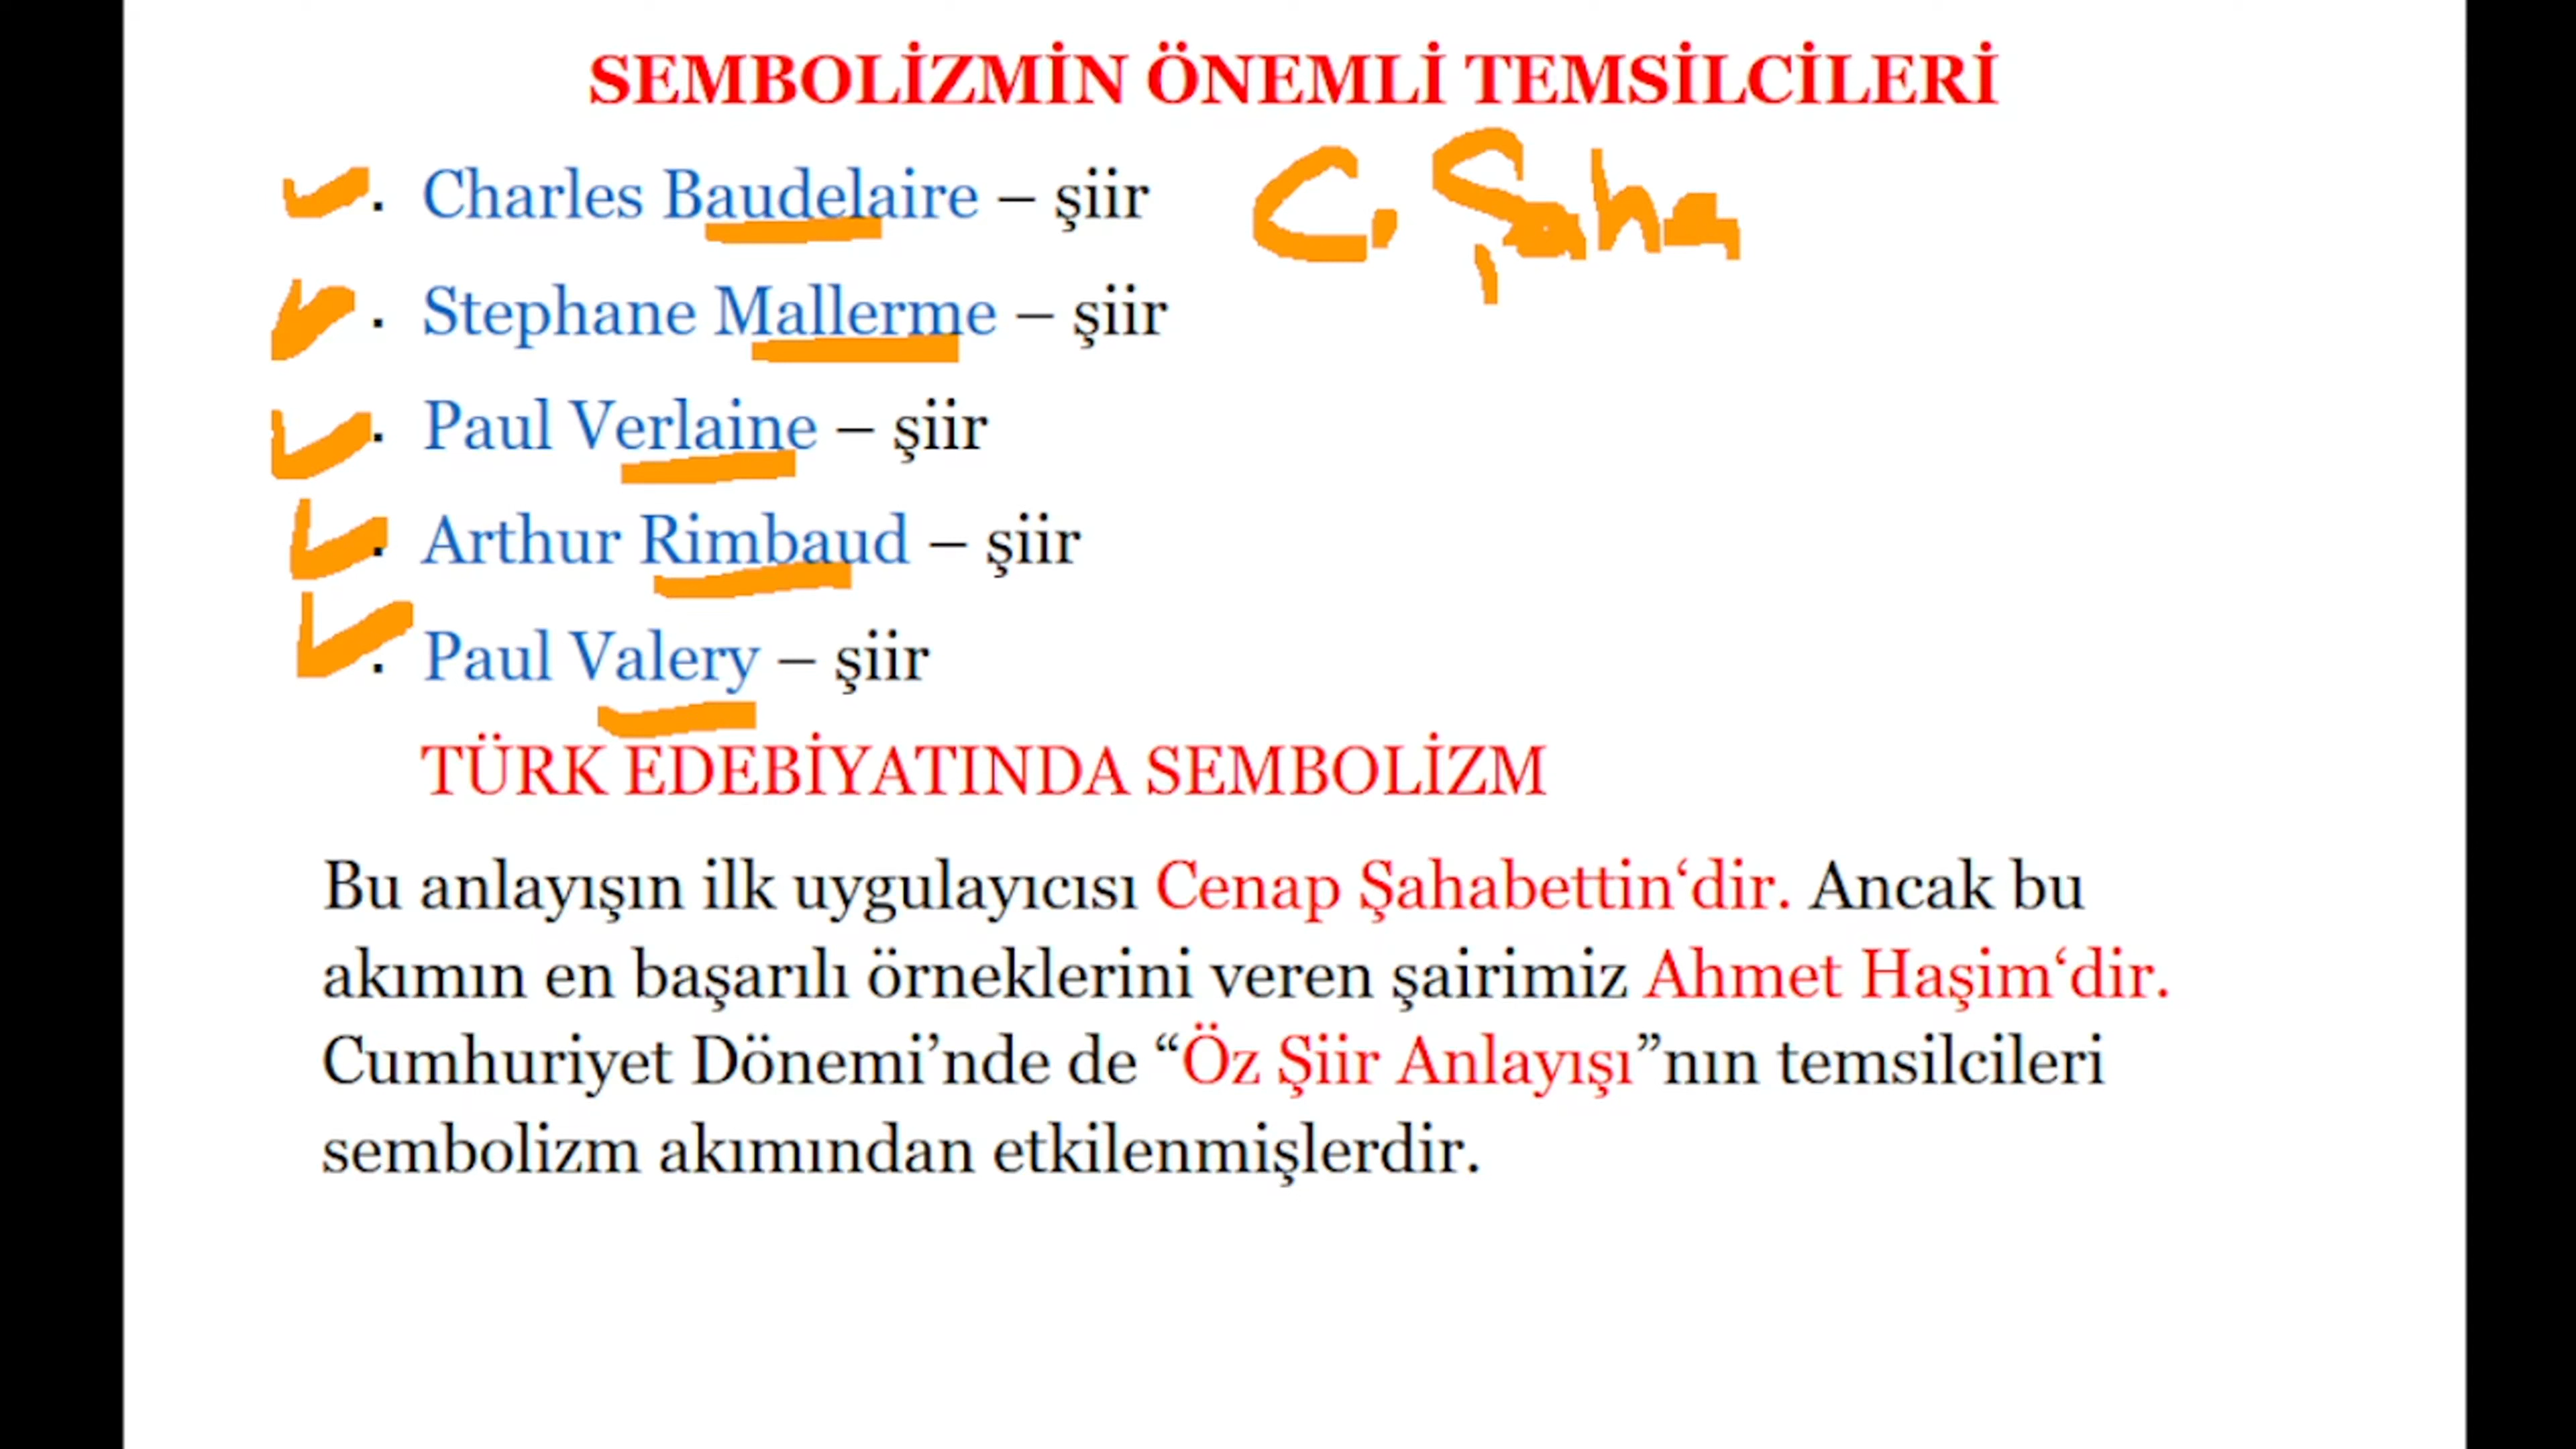 SEMBOLİZMİN ÖNEMLİ TEMSİLCİLERİ
. Charles Baudelaire – şiir
C. Şaha
. Stephane Mallerme – şiir
. Paul Verlaine – şiir
. Arthur Rimbaud – şiir
. Paul Valery – şiir
TÜRK EDEBİYATINDA SEMBOLİZM
Bu anlayışın ilk uygulayıcısı Cenap Şahabettin‘dir. Ancak bu
akımın en başarılı örneklerini veren şairimiz Ahmet Haşim‘dir.
Cumhuriyet Dönemi’nde de “Öz Şiir Anlayışı”nın temsilcileri
sembolizm akımından etkilenmişlerdir.